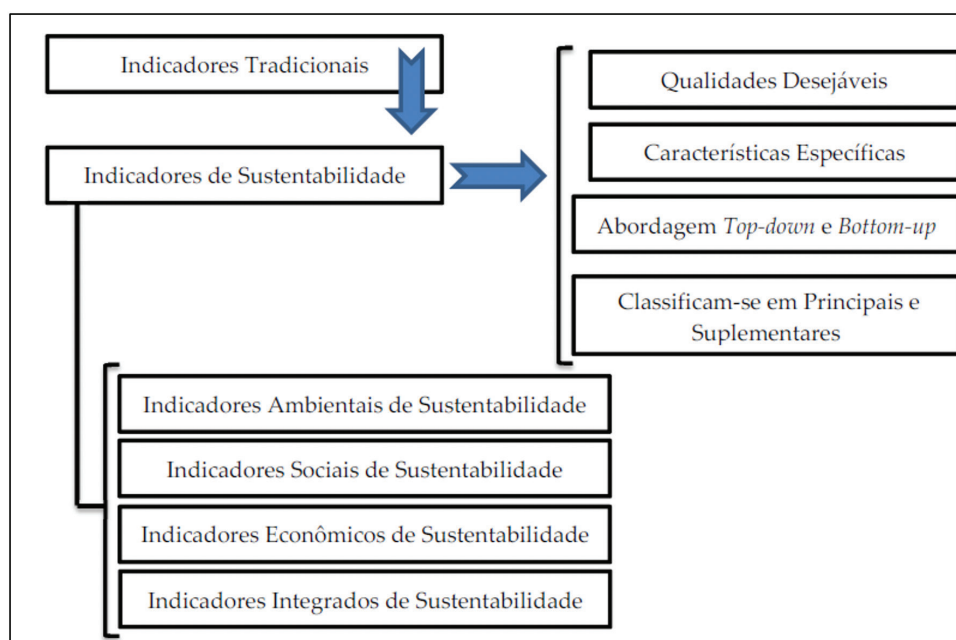 Indicadores Tradicionais
Indicadores de Sustentabilidade
Qualidades Desejáveis
Características Específicas
Abordagem Top-down e Bottom-up
Classificam-se em Principais e
Suplementares
Indicadores Ambientais de Sustentabilidade
Indicadores Sociais de Sustentabilidade
Indicadores Econômicos de Sustentabilidade
Indicadores Integrados de Sustentabilidade